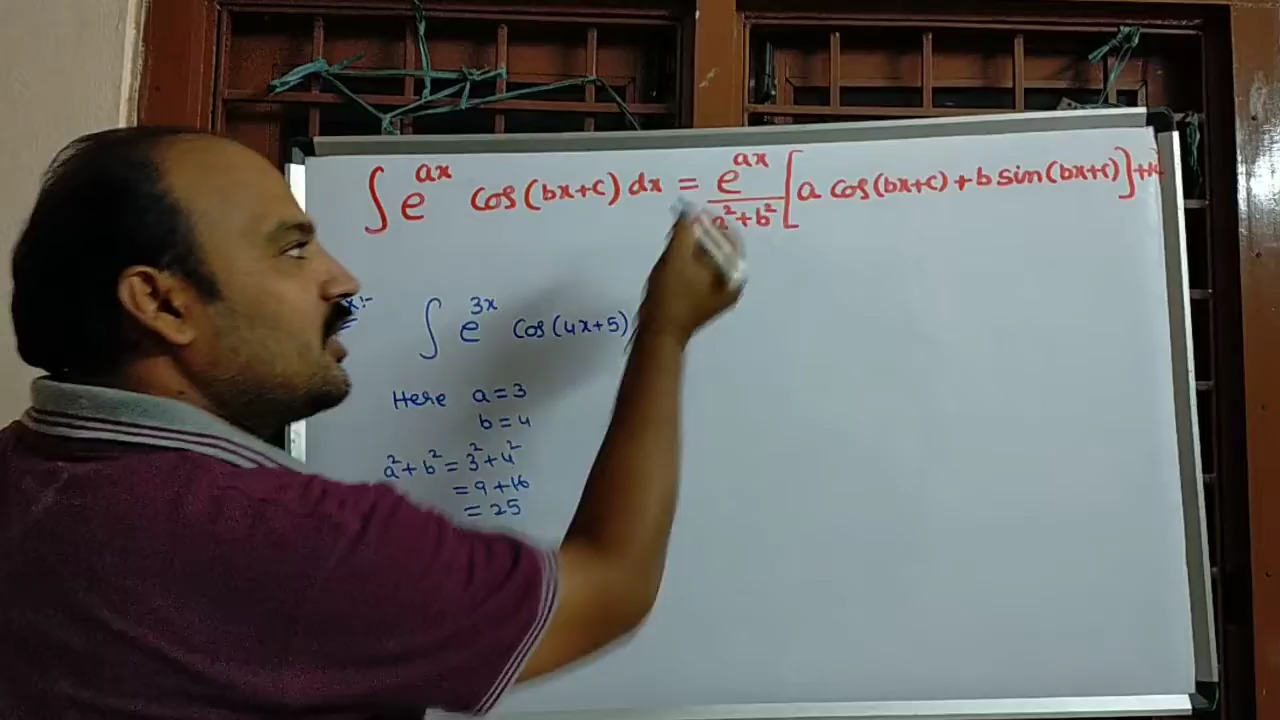 ∫ e^{ax} cos(bx+c) dx = e^{ax}/(a²+b²) [a cos(bx+c) + b sin(bx+c)] + K
x:- ∫ e^{3x} cos(4x+5)
Here a = 3
b = 4
a²+b² = 3²+4²
= 9+16
= 25